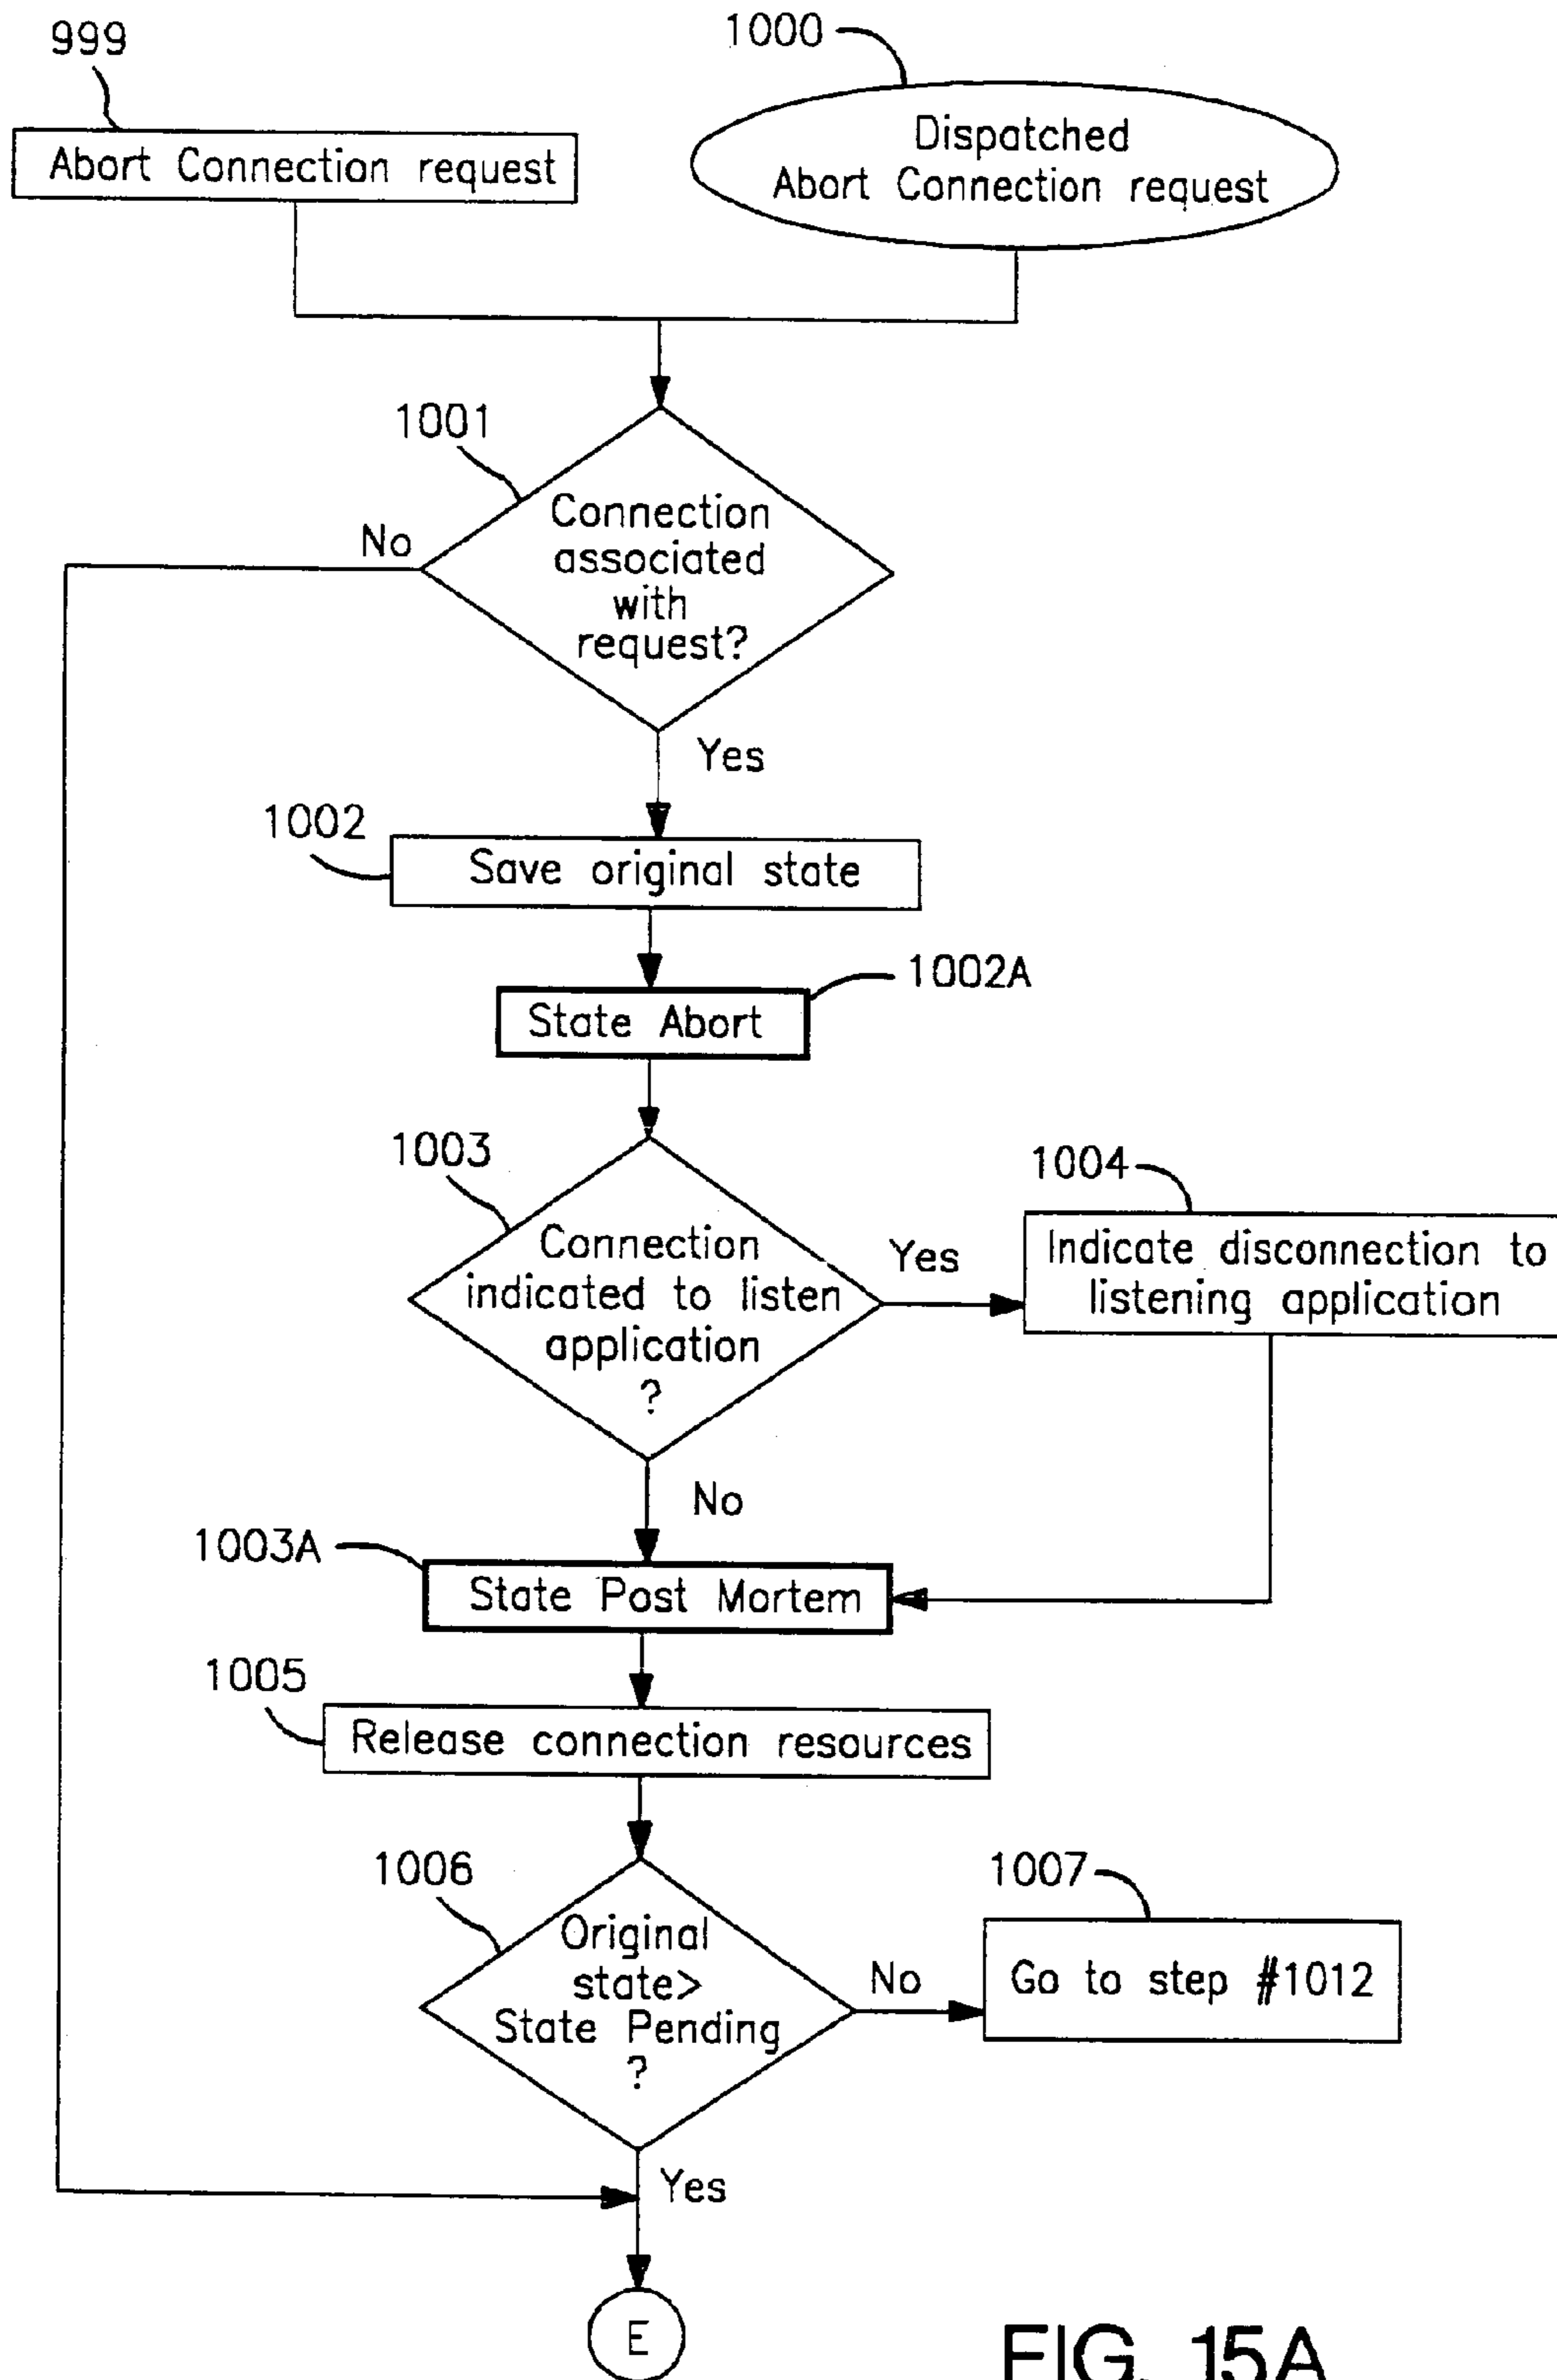 999
1000
Abort Connection request
Dispatched
Abort Connection request
1001
Connection
associated
with
request?
No
Yes
1002
Save original state
1002A
State Abort
1003
Connection
indicated to listen
application
?
Yes
1004
Indicate disconnection to
listening application
No
1003A
State Post Mortem
1005
Release connection resources
1006
Original
state>
State Pending
?
No
1007
Go to step #1012
Yes
E
FIG. 15A